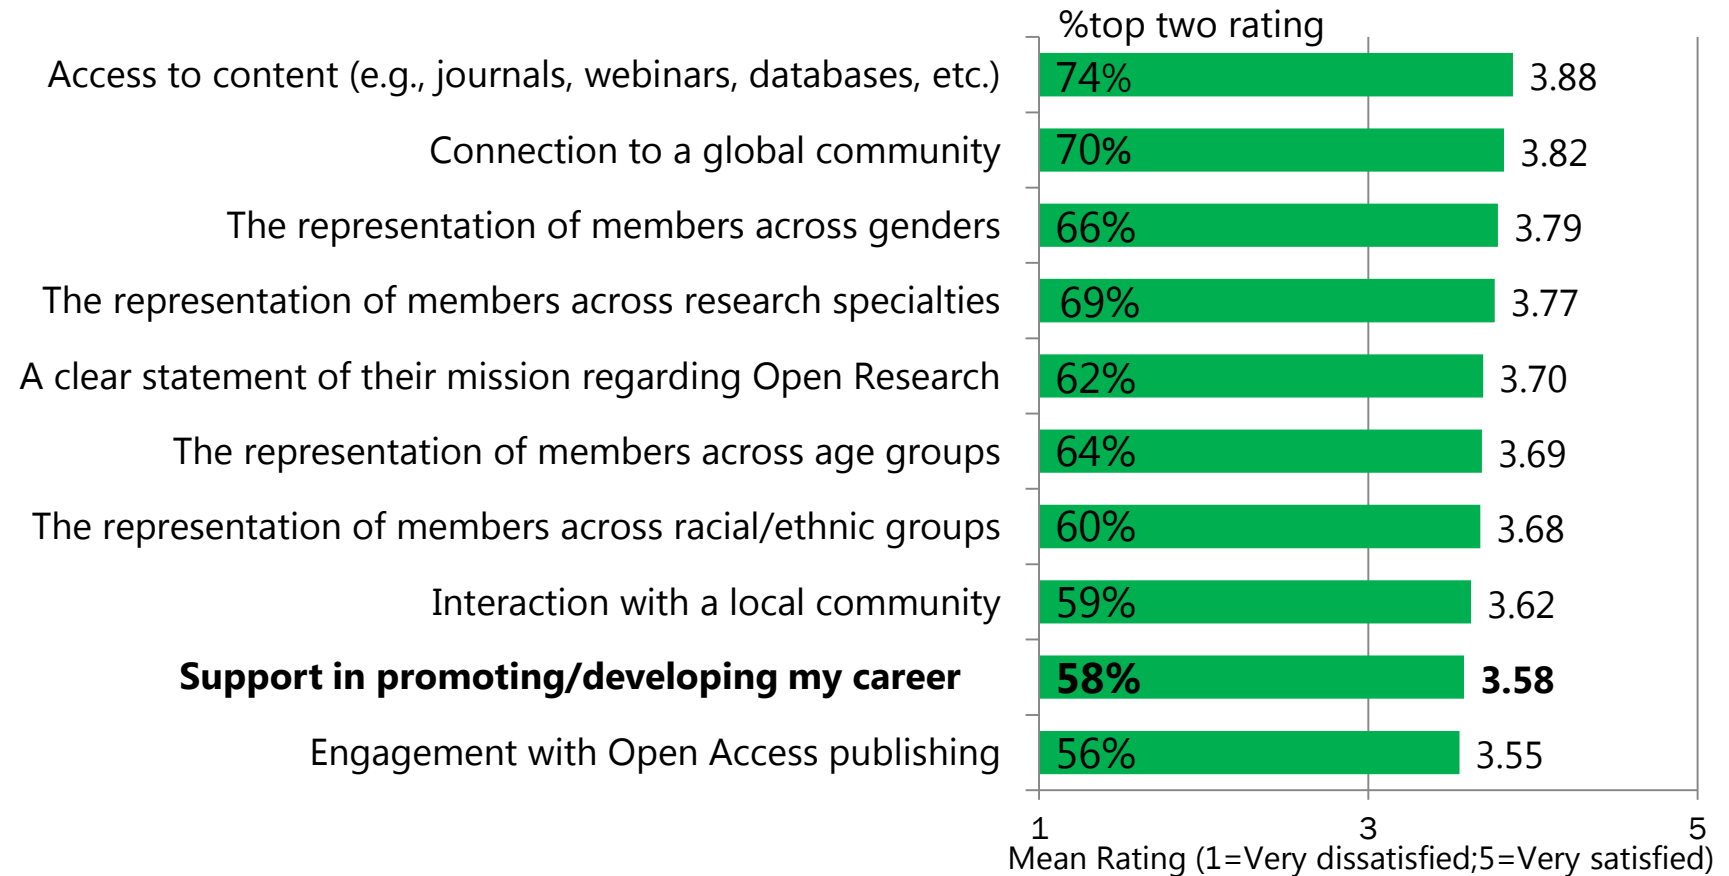 %top two rating
Access to content (e.g., journals, webinars, databases, etc.) 74% 3.88
Connection to a global community 70% 3.82
The representation of members across genders 66% 3.79
The representation of members across research specialties 69% 3.77
A clear statement of their mission regarding Open Research 62% 3.70
The representation of members across age groups 64% 3.69
The representation of members across racial/ethnic groups 60% 3.68
Interaction with a local community 59% 3.62
Support in promoting/developing my career 58% 3.58
Engagement with Open Access publishing 56% 3.55
1 3 5
Mean Rating (1=Very dissatisfied;5=Very satisfied)